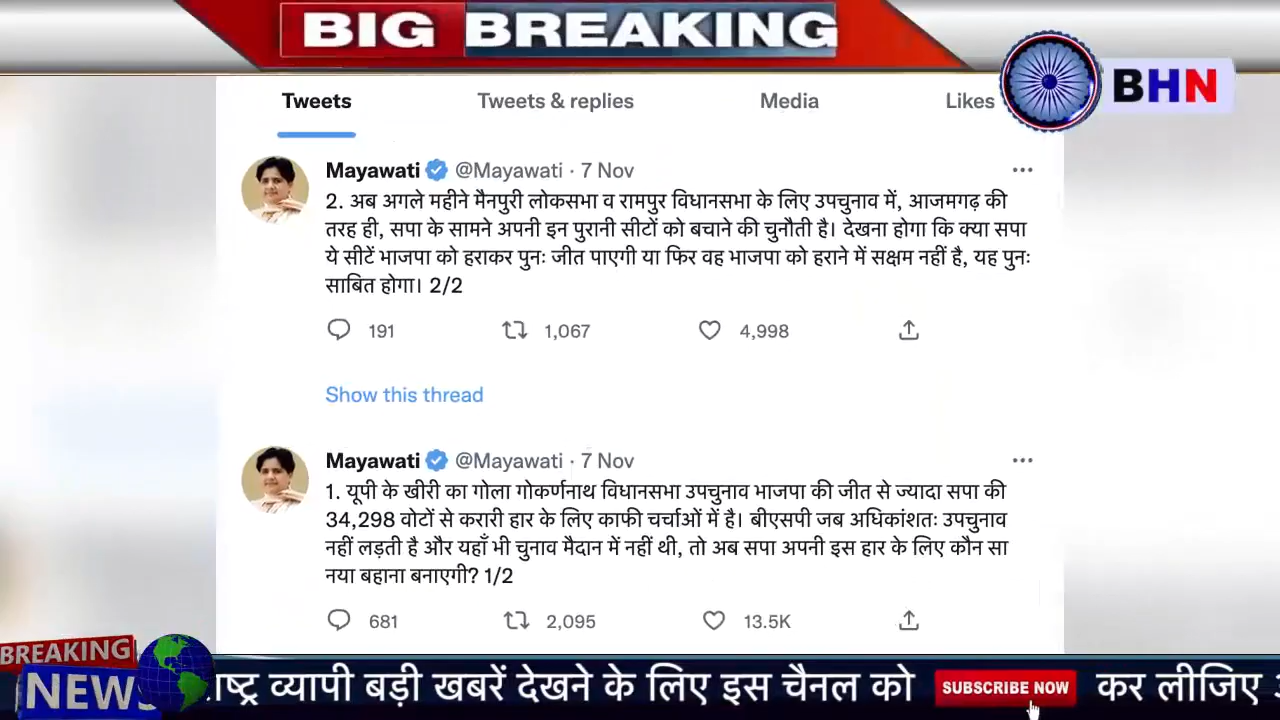 BIG BREAKING
BHN
Tweets Tweets & replies Media Likes
Mayawati @Mayawati · 7 Nov
2. अब अगले महीने मैनपुरी लोकसभा व रामपुर विधानसभा के लिए उपचुनाव में, आजमगढ़ की
तरह ही, सपा के सामने अपनी इन पुरानी सीटों को बचाने की चुनौती है। देखना होगा कि क्या सपा
ये सीटें भाजपा को हराकर पुनः जीत पाएगी या फिर वह भाजपा को हराने में सक्षम नहीं है, यह पुनः
साबित होगा। 2/2
191 1,067 4,998
Show this thread
Mayawati @Mayawati · 7 Nov
1. यूपी के खीरी का गोला गोकर्णनाथ विधानसभा उपचुनाव भाजपा की जीत से ज्यादा सपा की
34,298 वोटों से करारी हार के लिए काफी चर्चाओं में है। बीएसपी जब अधिकांशतः उपचुनाव
नहीं लड़ती है और यहाँ भी चुनाव मैदान में नहीं थी, तो अब सपा अपनी इस हार के लिए कौन सा
नया बहाना बनाएगी? 1/2
681 2,095 13.5K
BREAKING
NEWS
ाष्ट्र व्यापी बड़ी खबरें देखने के लिए इस चैनल को SUBSCRIBE NOW कर लीजिए